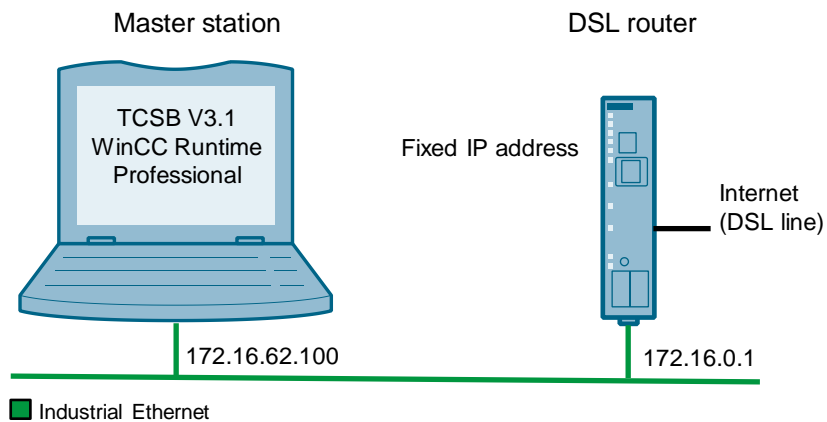 Master station
DSL router
TCSB V3.1
WinCC Runtime
Professional
Fixed IP address
Internet
(DSL line)
172.16.62.100
172.16.0.1
Industrial Ethernet